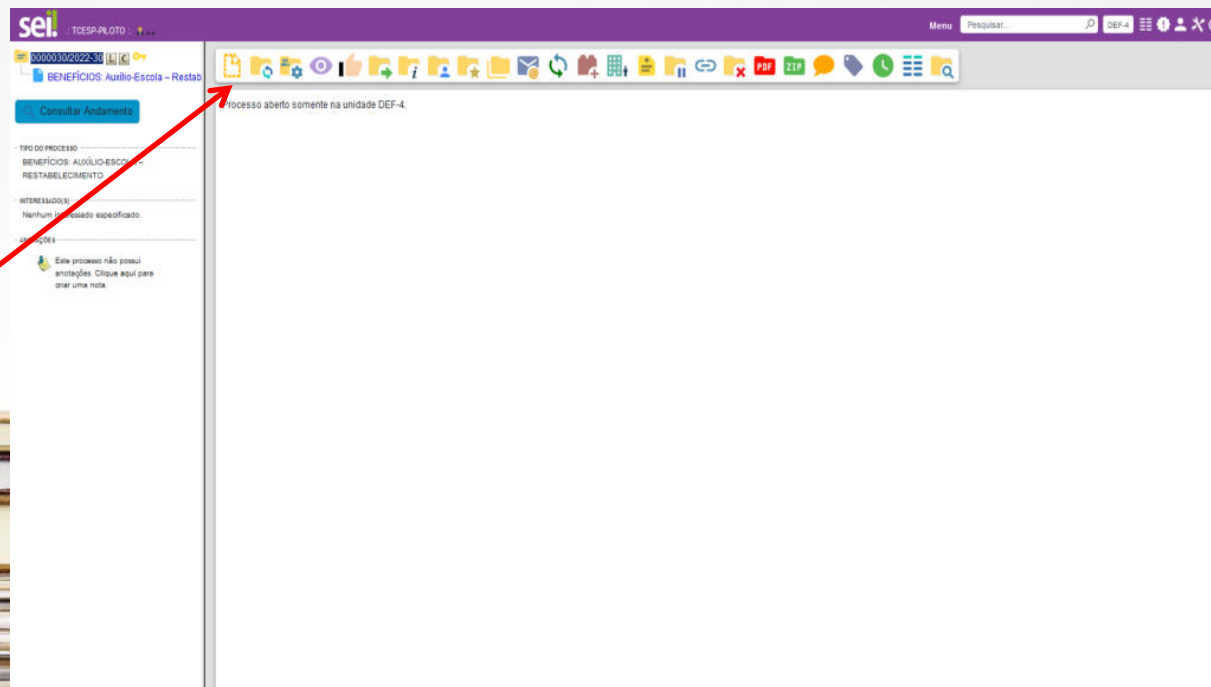 sei! : TCESP-PILOTO :
Menu Pesquisar... DEF-4
0000030/2022-30 L C
BENEFÍCIOS: Auxílio-Escola – Restab
Processo aberto somente na unidade DEF-4.
PDF ZIP
Consultar Andamento
TIPO DO PROCESSO
BENEFÍCIOS: AUXÍLIO-ESCOLA –
RESTABELECIMENTO
INTERESSADO(S)
Nenhum interessado especificado.
ANOTAÇÕES
Este processo não possui
anotações. Clique aqui para
criar uma nota.